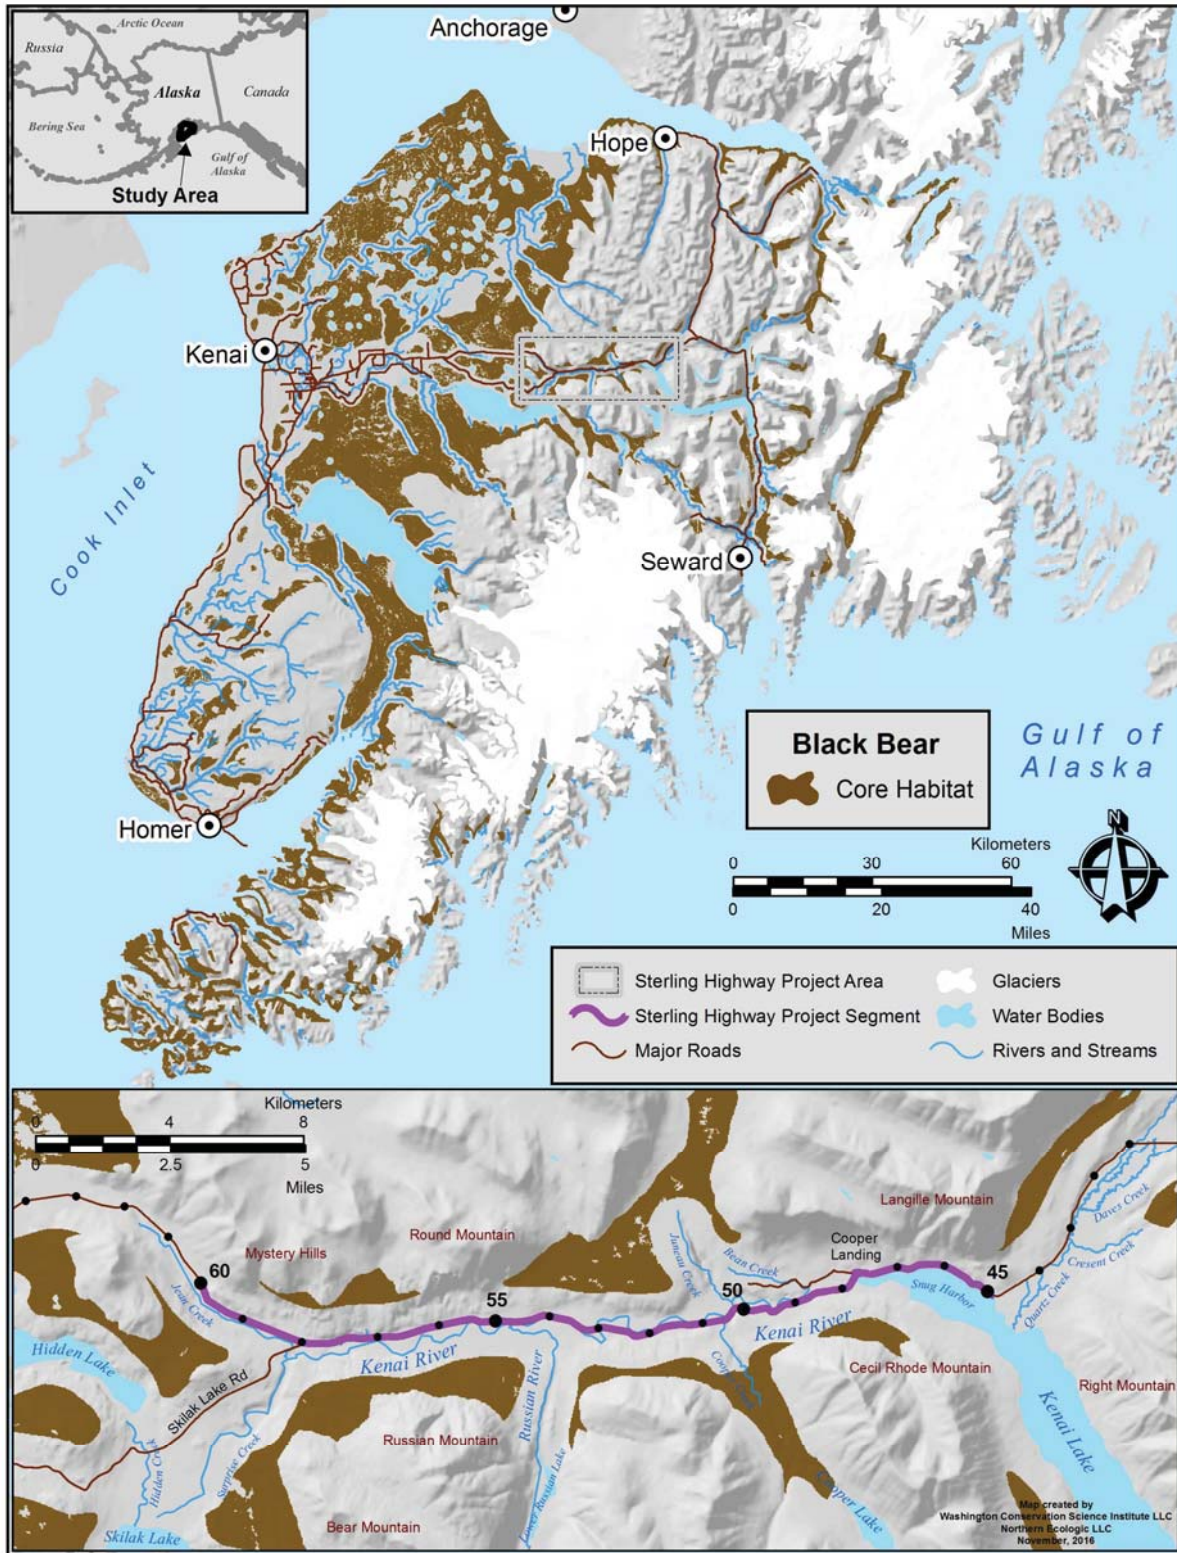 Arctic Ocean
Russia
Alaska
Canada
Bering Sea
Gulf of
Alaska
Study Area
Anchorage
Hope
Kenai
Cook Inlet
Seward
Homer
Gulf of
Alaska
Black Bear
Core Habitat
N
Kilometers
0 30 60
0 20 40
Miles
Sterling Highway Project Area
Sterling Highway Project Segment
Major Roads
Glaciers
Water Bodies
Rivers and Streams
Kilometers
0 4 8
0 2.5 5
Miles
Langille Mountain
Daves Creek
Round Mountain
Mystery Hills
Juneau Creek
Bean Creek
Cooper
Landing
Cresent Creek
60
55
50
45
Snug Harbor
Quartz Creek
Jean Creek
Kenai River
Kenai River
Hidden Lake
Skilak Lake Rd
Russian River
Cooper Creek
Cecil Rhode Mountain
Right Mountain
Kenai Lake
Russian Mountain
Surprise Creek
Hidden Creek
Lower Russian Lake
Cooper Lake
Bear Mountain
Skilak Lake
Map created by
Washington Conservation Science Institute LLC
Northern Ecologic LLC
November, 2016